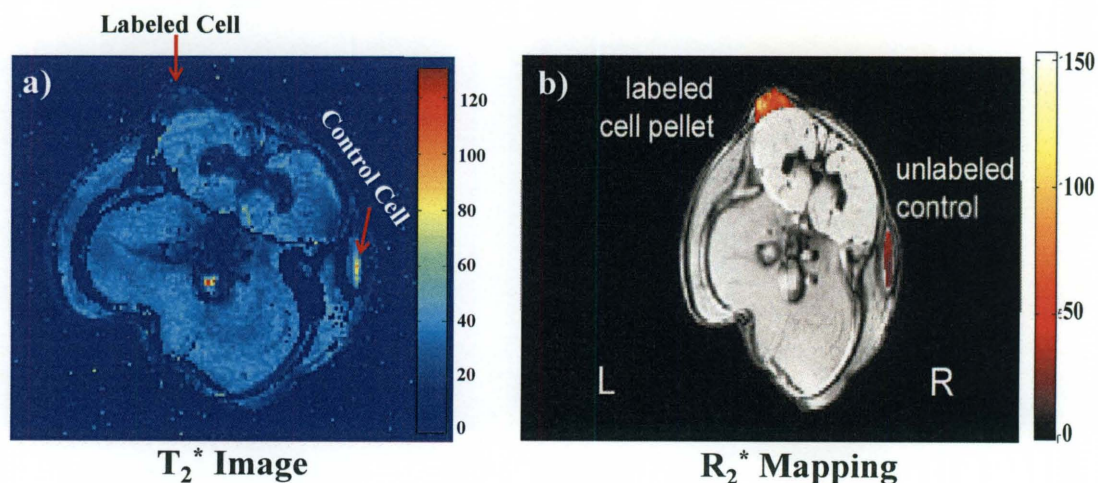 Labeled Cell
a)
Control Cell
120
100
80
60
40
20
0
T₂* Image
b)
labeled
cell pellet
unlabeled
control
L
R
150
100
50
0
R₂* Mapping